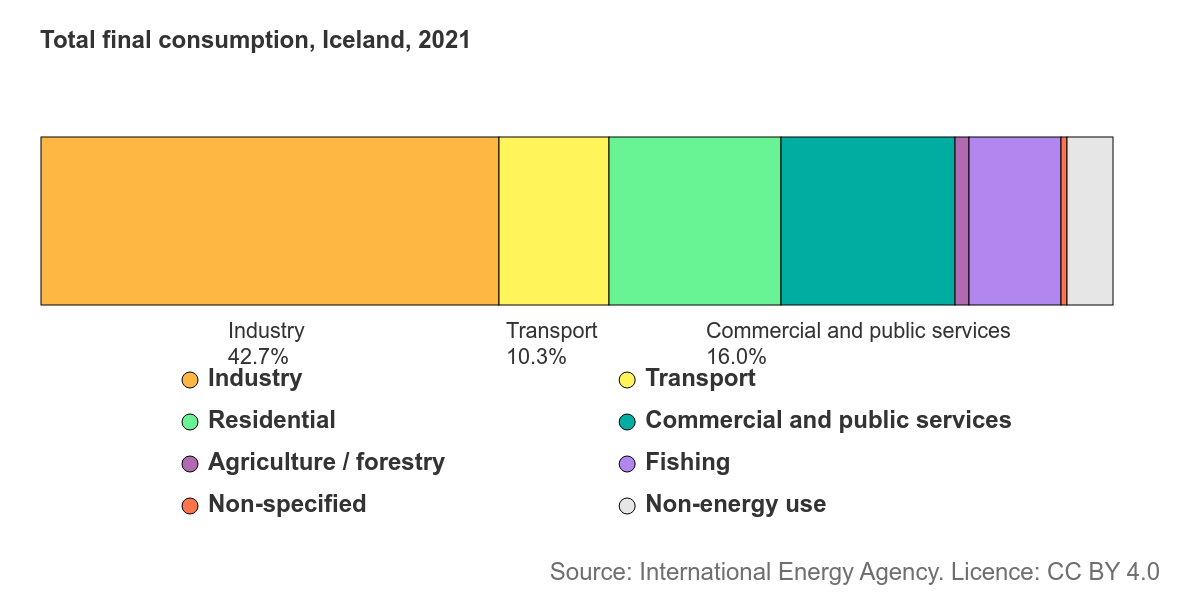 Total final consumption, Iceland, 2021
Industry
42.7%
Transport
10.3%
Commercial and public services
16.0%
Industry
Transport
Residential
Commercial and public services
Agriculture / forestry
Fishing
Non-specified
Non-energy use
Source: International Energy Agency. Licence: CC BY 4.0